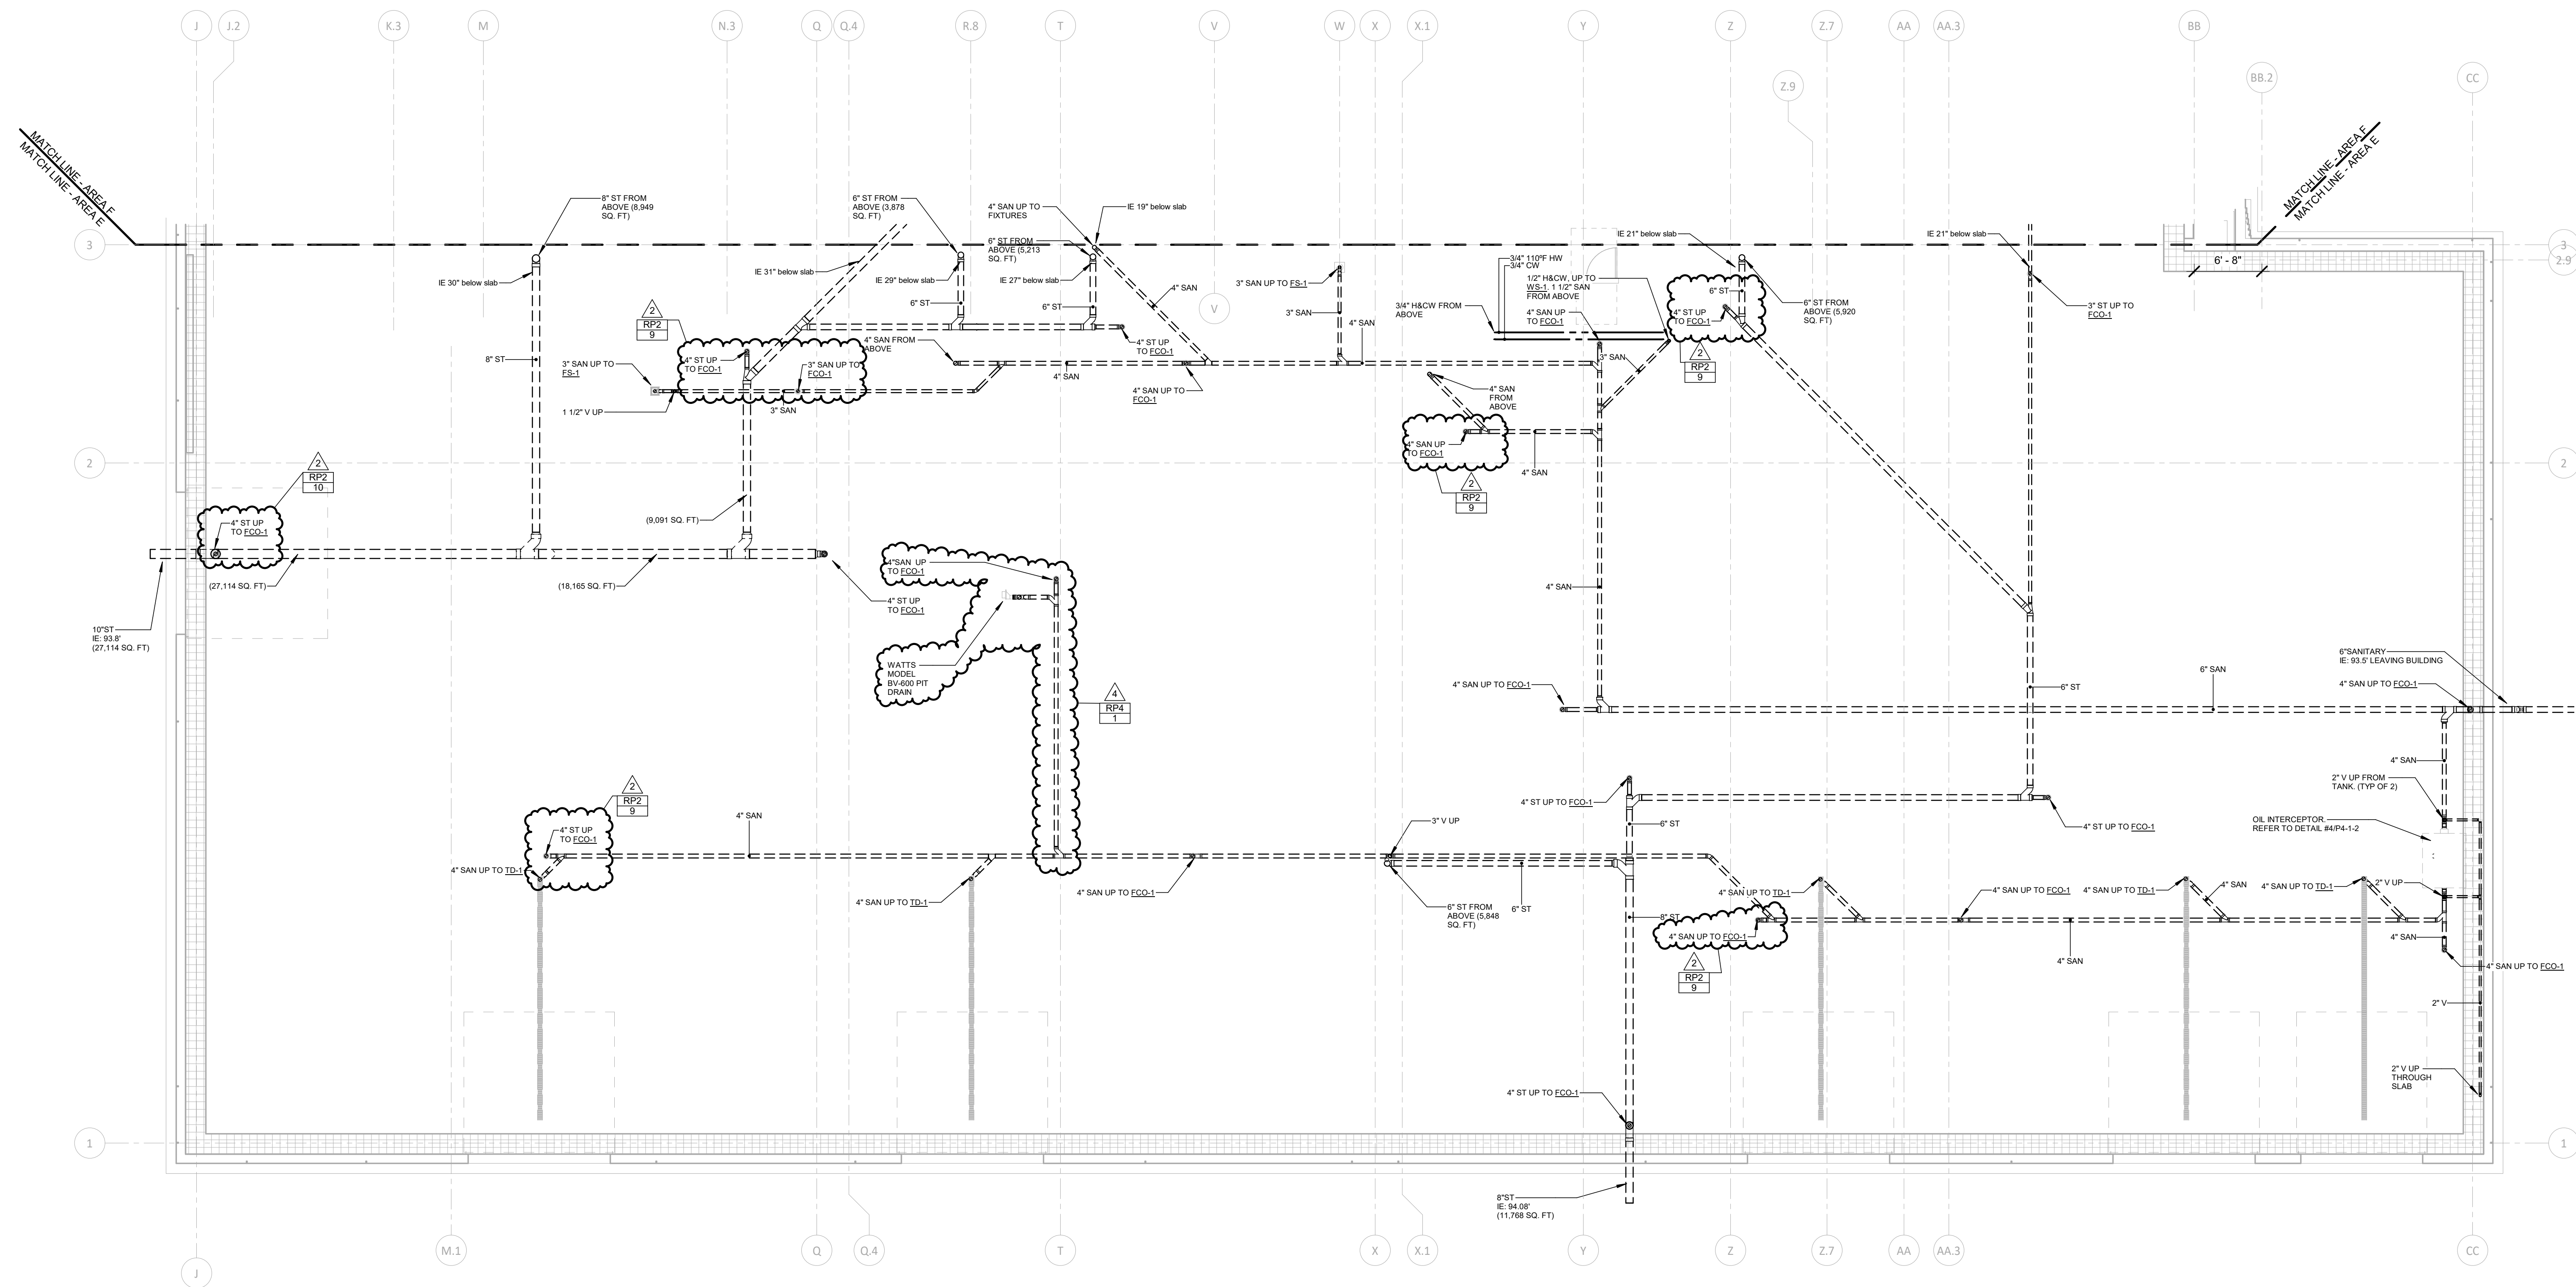 J
J.2
K.3
M
N.3
Q
Q.4
R.8
T
V
W
X
X.1
Y
Z
Z.7
AA
AA.3
BB
CC
Z.9
BB.2
MATCH LINE - AREA F
MATCH LINE - AREA E
MATCH LINE - AREA F
MATCH LINE - AREA E
3
3
2.9
6' - 8"
8" ST FROM
ABOVE (8,949
SQ. FT)
IE 30" below slab
8" ST
6" ST FROM
ABOVE (3,878
SQ. FT)
IE 31" below slab
IE 29" below slab
6" ST
4" SAN UP TO
FIXTURES
IE 19" below slab
6" ST FROM
ABOVE (5,213
SQ. FT)
IE 27" below slab
6" ST
4" SAN
V
4" ST UP
TO FCO-1
3" SAN UP TO FS-1
3" SAN
4" SAN
3/4" 110ºF HW
3/4" CW
1/2" H&CW, UP TO
WS-1. 1 1/2" SAN
FROM ABOVE
3/4" H&CW FROM
ABOVE
4" SAN UP
TO FCO-1
3" SAN
IE 21" below slab
6" ST
4" ST UP
TO FCO-1
6" ST FROM
ABOVE (5,920
SQ. FT)
2
RP2
9
IE 21" below slab
3" ST UP TO
FCO-1
2
RP2
9
3" SAN UP TO
FS-1
1 1/2" V UP
4" ST UP
TO FCO-1
3" SAN UP TO
FCO-1
3" SAN
4" SAN FROM
ABOVE
4" SAN
4" SAN UP TO
FCO-1
4" SAN
FROM
ABOVE
4" SAN UP
TO FCO-1
4" SAN
2
RP2
9
2
2
2
RP2
10
4" ST UP
TO FCO-1
(27,114 SQ. FT)
10"ST
IE: 93.8'
(27,114 SQ. FT)
(9,091 SQ. FT)
(18,165 SQ. FT)
4" ST UP
TO FCO-1
4"SAN UP
TO FCO-1
WATTS
MODEL
BV-600 PIT
DRAIN
4
RP4
1
4" SAN
4" SAN UP TO FCO-1
6" ST
6" SAN
6"SANITARY
IE: 93.5' LEAVING BUILDING
4" SAN UP TO FCO-1
4" SAN
2" V UP FROM
TANK. (TYP OF 2)
OIL INTERCEPTOR.
REFER TO DETAIL #4/P4-1-2
2
RP2
9
4" ST UP
TO FCO-1
4" SAN UP TO TD-1
4" SAN
4" SAN UP TO TD-1
4" SAN UP TO FCO-1
3" V UP
6" ST FROM
ABOVE (5,848
SQ. FT)
6" ST
4" ST UP TO FCO-1
6" ST
4" ST UP TO FCO-1
8" ST
4" SAN UP TO TD-1
4" SAN UP TO FCO-1
2
RP2
9
4" SAN UP TO FCO-1
4" SAN
4" SAN UP TO TD-1
4" SAN
4" SAN UP TO TD-1
2" V UP
4" SAN
4" SAN UP TO FCO-1
2" V
2" V UP
THROUGH
SLAB
4" ST UP TO FCO-1
8"ST
IE: 94.08'
(11,768 SQ. FT)
1
1
J
M.1
Q
Q.4
T
X
X.1
Y
Z
Z.7
AA
AA.3
CC